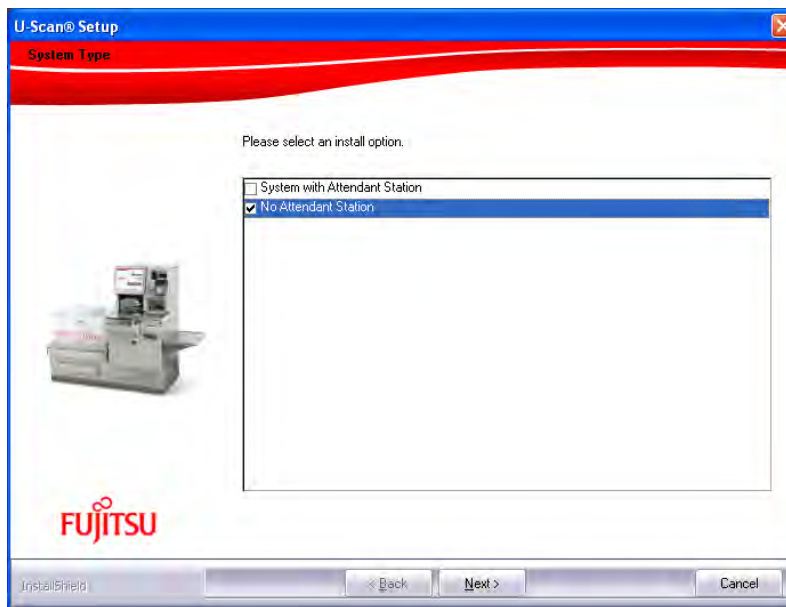 U-Scan® Setup
System Type
Please select an install option.
System with Attendant Station
No Attendant Station
FUJITSU
InstallShield
< Back
Next >
Cancel